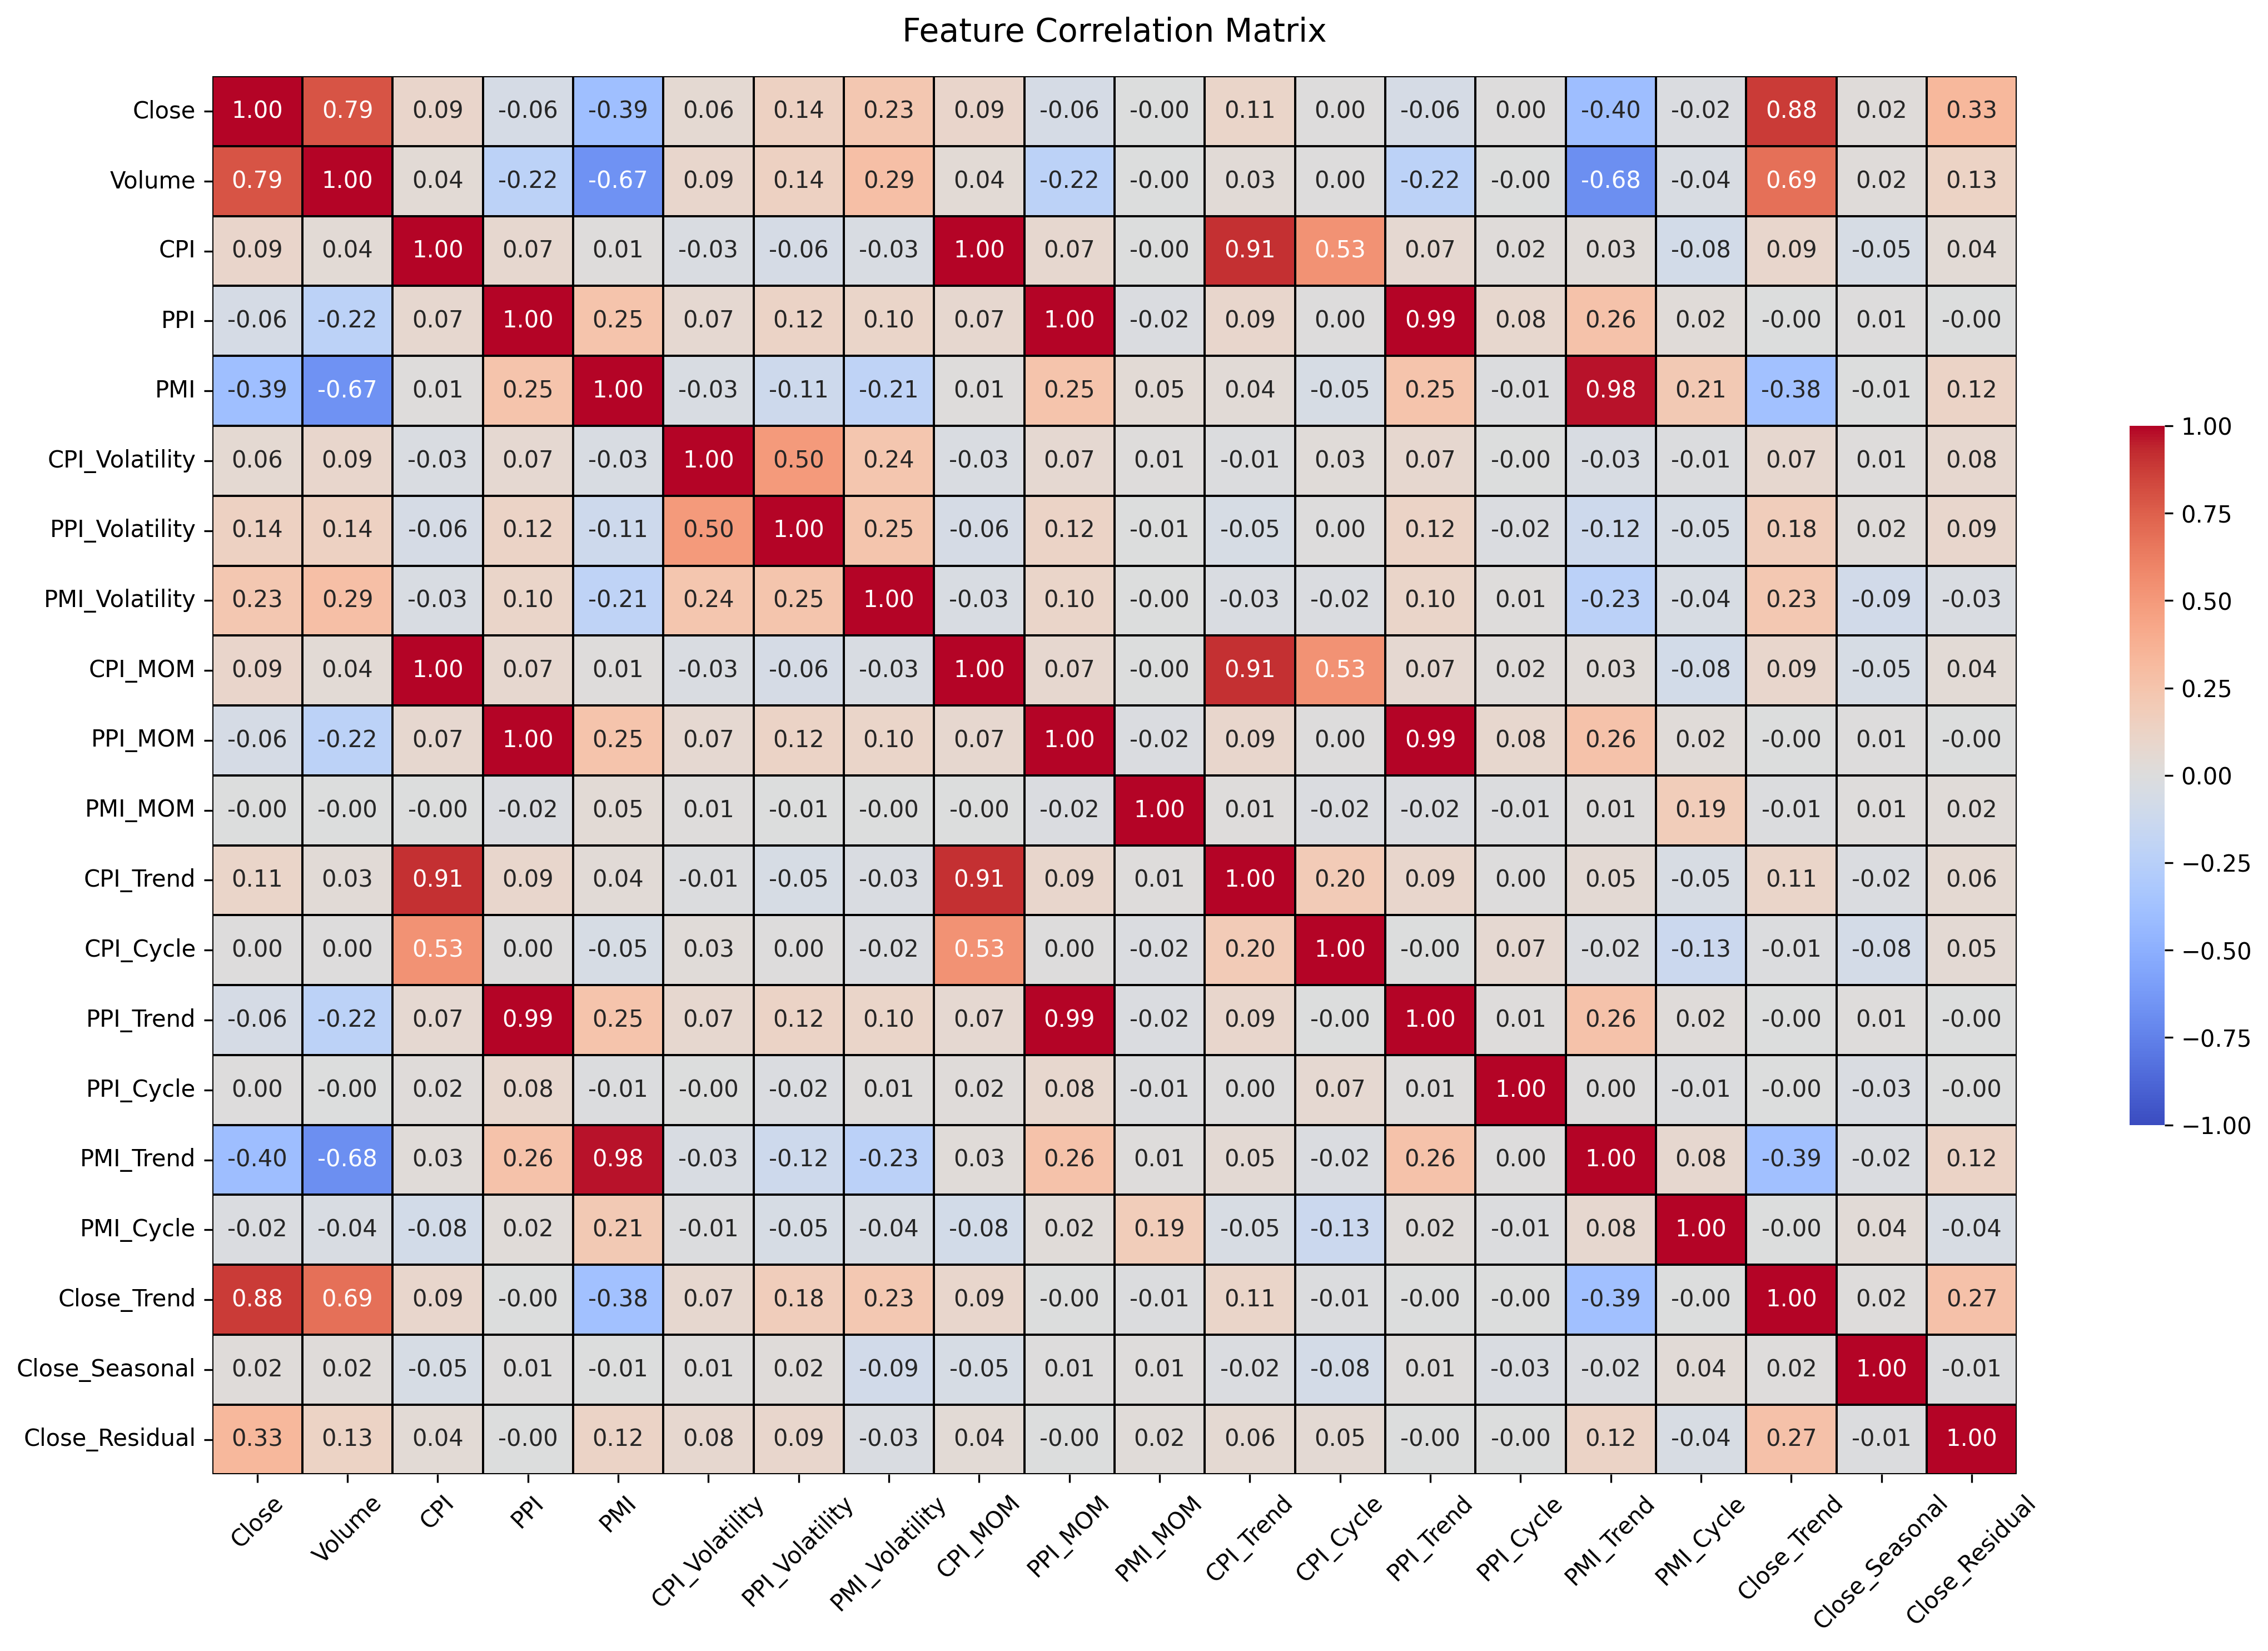 Feature Correlation Matrix
Close 1.00 0.79 0.09 -0.06 -0.39 0.06 0.14 0.23 0.09 -0.06 -0.00 0.11 0.00 -0.06 0.00 -0.40 -0.02 0.88 0.02 0.33
Volume 0.79 1.00 0.04 -0.22 -0.67 0.09 0.14 0.29 0.04 -0.22 -0.00 0.03 0.00 -0.22 -0.00 -0.68 -0.04 0.69 0.02 0.13
CPI 0.09 0.04 1.00 0.07 0.01 -0.03 -0.06 -0.03 1.00 0.07 -0.00 0.91 0.53 0.07 0.02 0.03 -0.08 0.09 -0.05 0.04
PPI -0.06 -0.22 0.07 1.00 0.25 0.07 0.12 0.10 0.07 1.00 -0.02 0.09 0.00 0.99 0.08 0.26 0.02 -0.00 0.01 -0.00
PMI -0.39 -0.67 0.01 0.25 1.00 -0.03 -0.11 -0.21 0.01 0.25 0.05 0.04 -0.05 0.25 -0.01 0.98 0.21 -0.38 -0.01 0.12
CPI_Volatility 0.06 0.09 -0.03 0.07 -0.03 1.00 0.50 0.24 -0.03 0.07 0.01 -0.01 0.03 0.07 -0.00 -0.03 -0.01 0.07 0.01 0.08
PPI_Volatility 0.14 0.14 -0.06 0.12 -0.11 0.50 1.00 0.25 -0.06 0.12 -0.01 -0.05 0.00 0.12 -0.02 -0.12 -0.05 0.18 0.02 0.09
PMI_Volatility 0.23 0.29 -0.03 0.10 -0.21 0.24 0.25 1.00 -0.03 0.10 -0.00 -0.03 -0.02 0.10 0.01 -0.23 -0.04 0.23 -0.09 -0.03
CPI_MOM 0.09 0.04 1.00 0.07 0.01 -0.03 -0.06 -0.03 1.00 0.07 -0.00 0.91 0.53 0.07 0.02 0.03 -0.08 0.09 -0.05 0.04
PPI_MOM -0.06 -0.22 0.07 1.00 0.25 0.07 0.12 0.10 0.07 1.00 -0.02 0.09 0.00 0.99 0.08 0.26 0.02 -0.00 0.01 -0.00
PMI_MOM -0.00 -0.00 -0.00 -0.02 0.05 0.01 -0.01 -0.00 -0.00 -0.02 1.00 0.01 -0.02 -0.02 -0.01 0.01 0.19 -0.01 0.01 0.02
CPI_Trend 0.11 0.03 0.91 0.09 0.04 -0.01 -0.05 -0.03 0.91 0.09 0.01 1.00 0.20 0.09 0.00 0.05 -0.05 0.11 -0.02 0.06
CPI_Cycle 0.00 0.00 0.53 0.00 -0.05 0.03 0.00 -0.02 0.53 0.00 -0.02 0.20 1.00 -0.00 0.07 -0.02 -0.13 -0.01 -0.08 0.05
PPI_Trend -0.06 -0.22 0.07 0.99 0.25 0.07 0.12 0.10 0.07 0.99 -0.02 0.09 -0.00 1.00 0.01 0.26 0.02 -0.00 0.01 -0.00
PPI_Cycle 0.00 -0.00 0.02 0.08 -0.01 -0.00 -0.02 0.01 0.02 0.08 -0.01 0.00 0.07 0.01 1.00 0.00 -0.01 -0.00 -0.03 -0.00
PMI_Trend -0.40 -0.68 0.03 0.26 0.98 -0.03 -0.12 -0.23 0.03 0.26 0.01 0.05 -0.02 0.26 0.00 1.00 0.08 -0.39 -0.02 0.12
PMI_Cycle -0.02 -0.04 -0.08 0.02 0.21 -0.01 -0.05 -0.04 -0.08 0.02 0.19 -0.05 -0.13 0.02 -0.01 0.08 1.00 -0.00 0.04 -0.04
Close_Trend 0.88 0.69 0.09 -0.00 -0.38 0.07 0.18 0.23 0.09 -0.00 -0.01 0.11 -0.01 -0.00 -0.00 -0.39 -0.00 1.00 0.02 0.27
Close_Seasonal 0.02 0.02 -0.05 0.01 -0.01 0.01 0.02 -0.09 -0.05 0.01 0.01 -0.02 -0.08 0.01 -0.03 -0.02 0.04 0.02 1.00 -0.01
Close_Residual 0.33 0.13 0.04 -0.00 0.12 0.08 0.09 -0.03 0.04 -0.00 0.02 0.06 0.05 -0.00 -0.00 0.12 -0.04 0.27 -0.01 1.00
Close Volume CPI PPI PMI CPI_Volatility PPI_Volatility PMI_Volatility CPI_MOM PPI_MOM PMI_MOM CPI_Trend CPI_Cycle PPI_Trend PPI_Cycle PMI_Trend PMI_Cycle Close_Trend Close_Seasonal Close_Residual
1.00
0.75
0.50
0.25
0.00
−0.25
−0.50
−0.75
−1.00